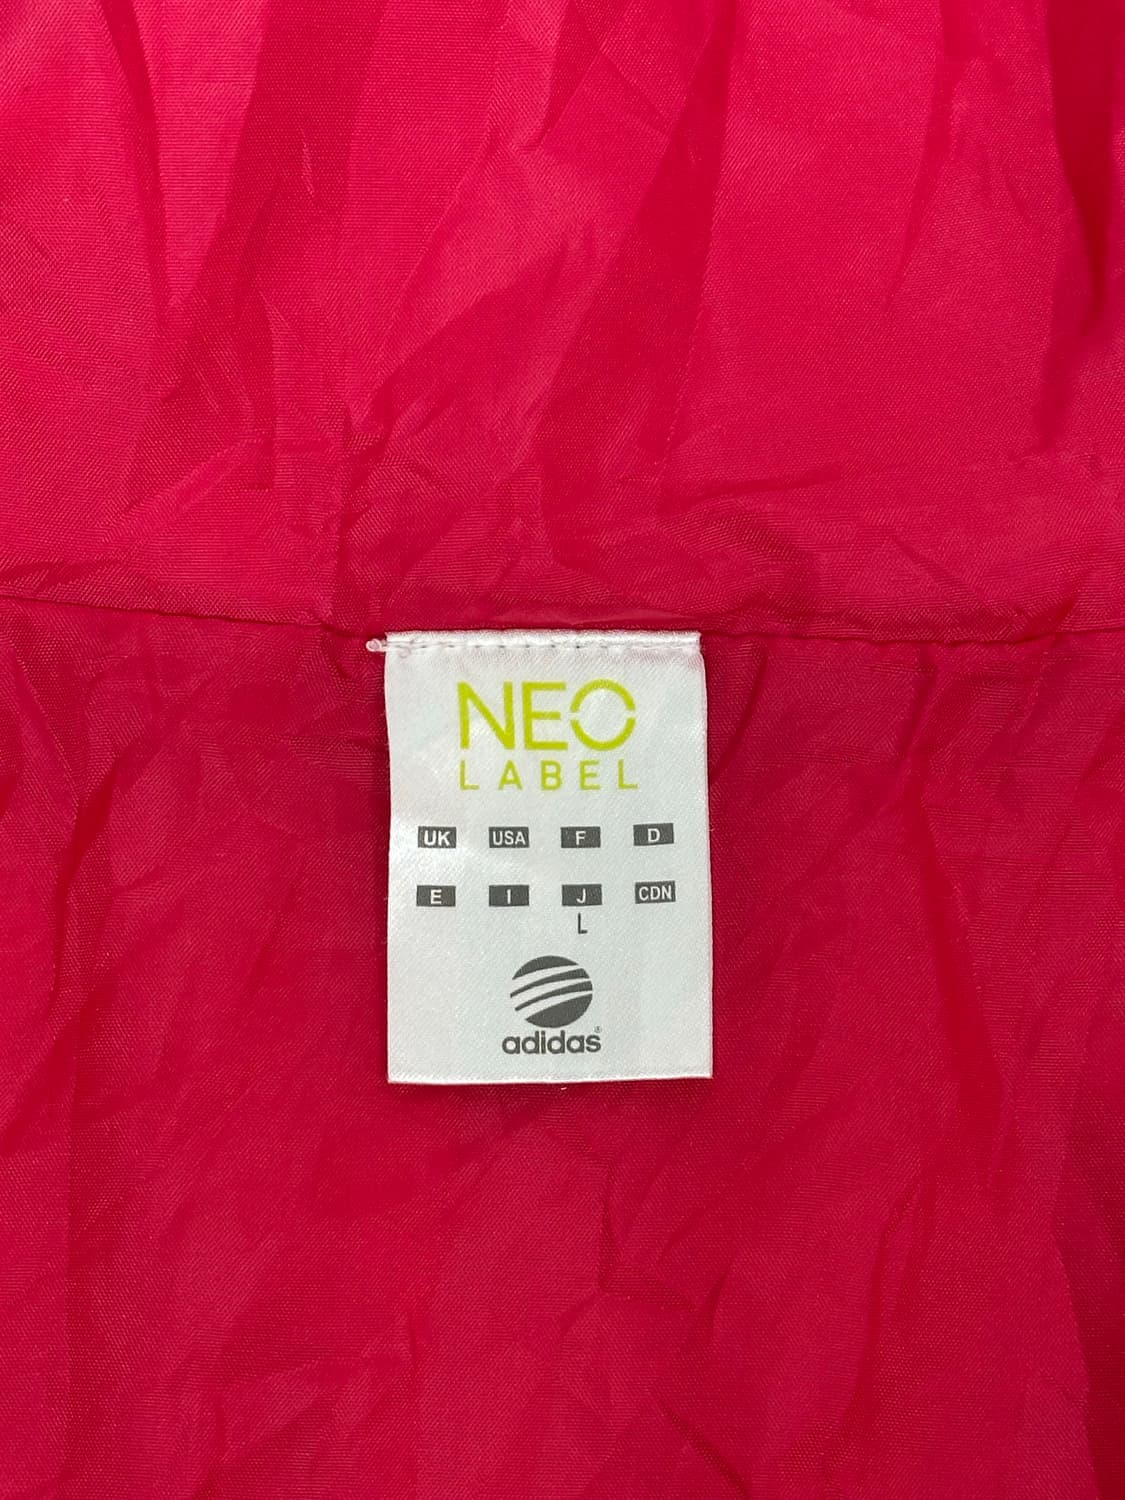 NEO
LABEL
UK USA F D
E I J CDN
L
adidas®